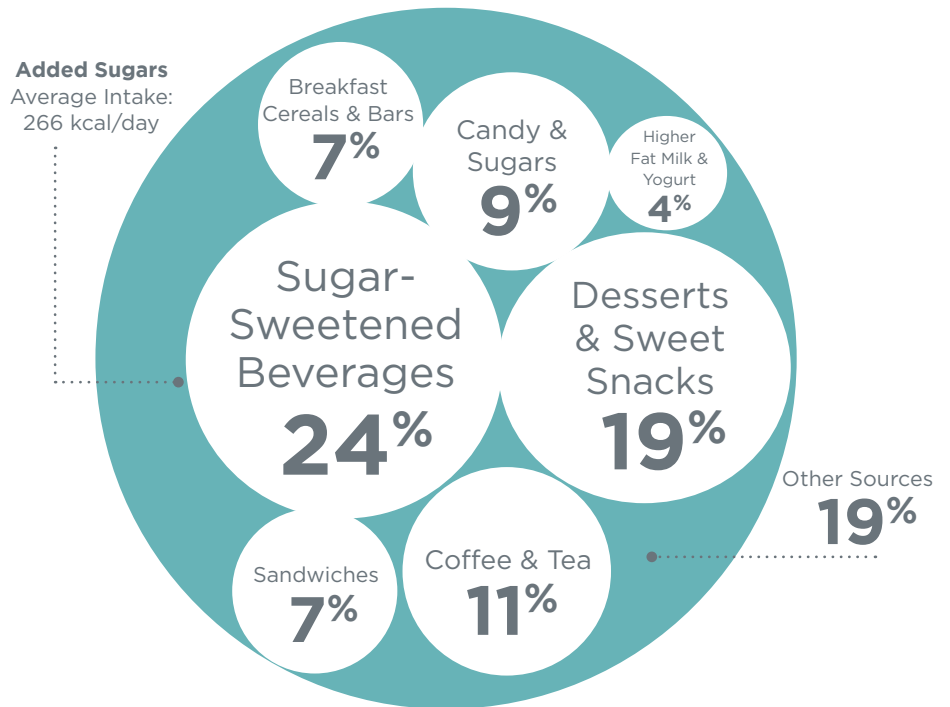 Added Sugars
Average Intake:
266 kcal/day
Breakfast
Cereals & Bars
7%
Candy &
Sugars
9%
Higher
Fat Milk &
Yogurt
4%
Sugar-
Sweetened
Beverages
24%
Desserts
& Sweet
Snacks
19%
Other Sources
19%
Sandwiches
7%
Coffee & Tea
11%